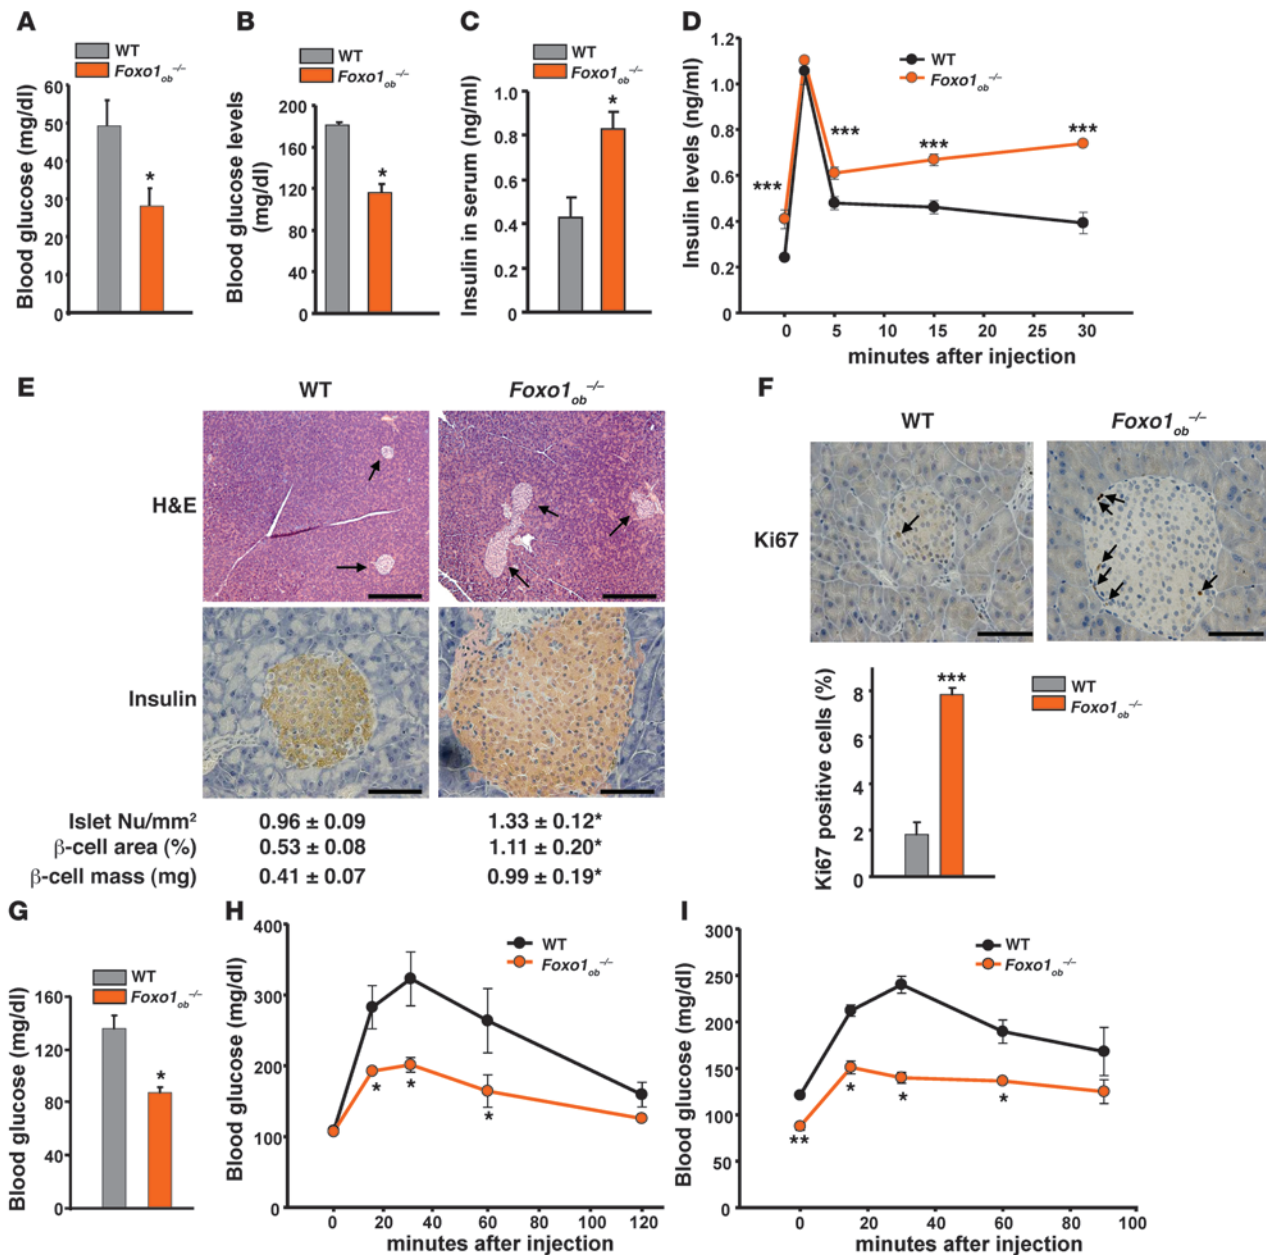 A
WT
Foxo1ob–/–
Blood glucose (mg/dl)
60
50
40
30
20
10
0
*
B
WT
Foxo1ob–/–
Blood glucose levels
(mg/dl)
200
160
120
80
40
0
*
C
WT
Foxo1ob–/–
Insulin in serum (ng/ml)
1.0
0.8
0.6
0.4
0.2
0
*
D
WT
Foxo1ob–/–
Insulin levels (ng/ml)
1.2
1.0
0.8
0.6
0.4
0.2
0
***
***
***
***
0 5 10 15 20 25 30
minutes after injection
E
WT Foxo1ob–/–
H&E
Insulin
Islet Nu/mm² 0.96 ± 0.09 1.33 ± 0.12*
β-cell area (%) 0.53 ± 0.08 1.11 ± 0.20*
β-cell mass (mg) 0.41 ± 0.07 0.99 ± 0.19*
F
WT Foxo1ob–/–
Ki67
Ki67 positive cells (%)
8
6
4
2
0
***
WT
Foxo1ob–/–
G
WT
Foxo1ob–/–
Blood glucose (mg/dl)
160
120
80
40
0
*
H
WT
Foxo1ob–/–
Blood glucose (mg/dl)
400
300
200
100
0
*
*
*
0 20 40 60 80 100 120
minutes after injection
I
WT
Foxo1ob–/–
Blood glucose (mg/dl)
300
250
200
150
100
50
0
**
*
*
*
0 20 40 60 80 100
minutes after injection